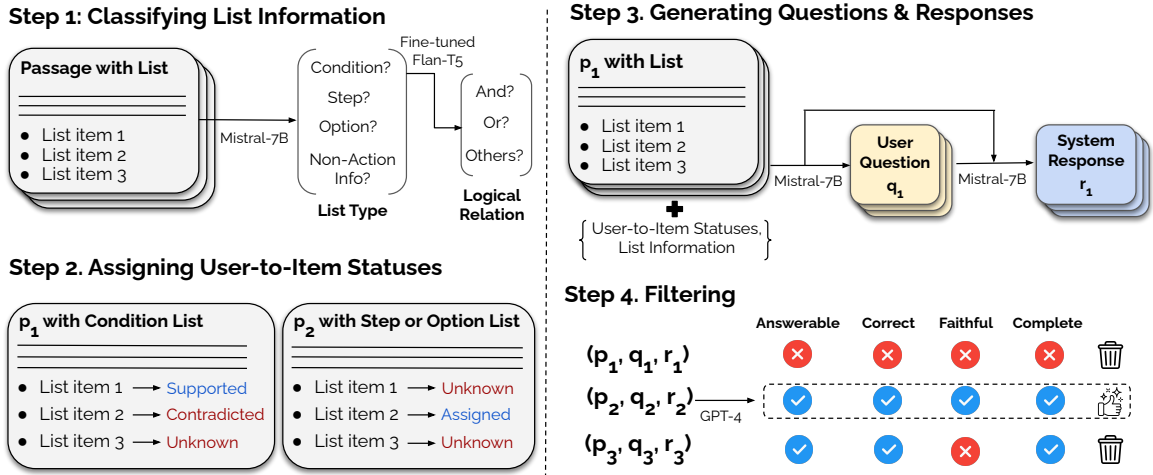 Step 1: Classifying List Information
Passage with List
● List item 1
● List item 2
● List item 3
Mistral-7B
Condition?
Step?
Option?
Non-Action
Info?
List Type
Fine-tuned
Flan-T5
And?
Or?
Others?
Logical
Relation
Step 2. Assigning User-to-Item Statuses
p1 with Condition List
● List item 1 Supported
● List item 2 Contradicted
● List item 3 Unknown
p2 with Step or Option List
● List item 1 Unknown
● List item 2 Assigned
● List item 3 Unknown
Step 3. Generating Questions & Responses
p1 with List
● List item 1
● List item 2
● List item 3
+
{ User-to-Item Statuses,
List Information }
Mistral-7B
User
Question
q1
Mistral-7B
System
Response
r1
Step 4. Filtering
Answerable Correct Faithful Complete
(p1, q1, r1)
(p2, q2, r2)
GPT-4
(p3, q3, r3)